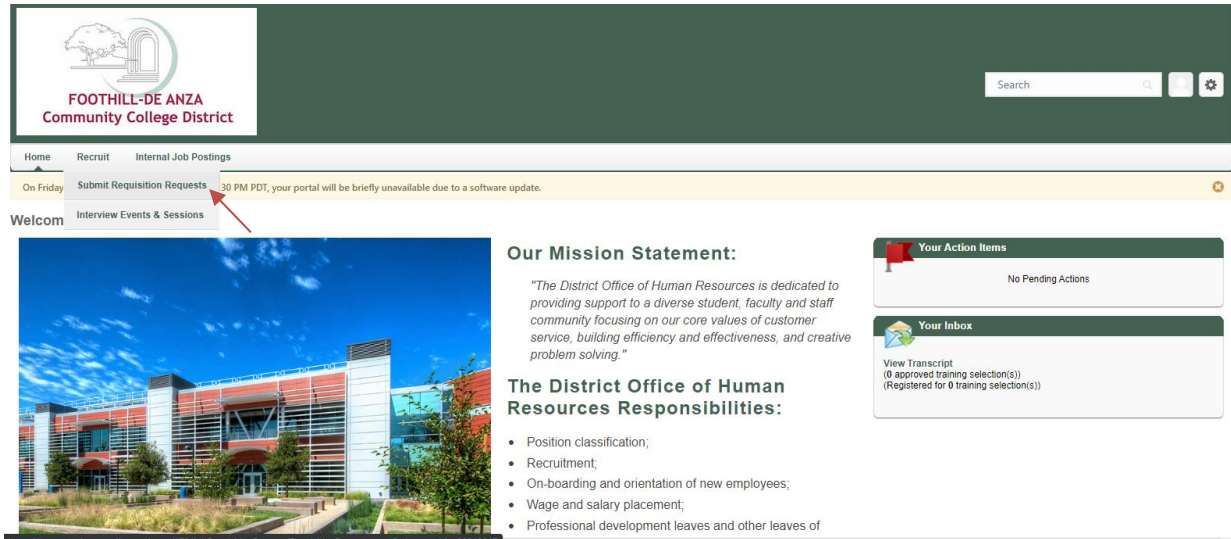 FOOTHILL-DE ANZA
Community College District
Search
Home Recruit Internal Job Postings
Submit Requisition Requests
Interview Events & Sessions
On Friday 30 PM PDT, your portal will be briefly unavailable due to a software update.
Welcom
Our Mission Statement:
"The District Office of Human Resources is dedicated to
providing support to a diverse student, faculty and staff
community focusing on our core values of customer
service, building efficiency and effectiveness, and creative
problem solving."
The District Office of Human
Resources Responsibilities:
• Position classification;
• Recruitment;
• On-boarding and orientation of new employees;
• Wage and salary placement;
• Professional development leaves and other leaves of
Your Action Items
No Pending Actions
Your Inbox
View Transcript
(0 approved training selection(s))
(Registered for 0 training selection(s))